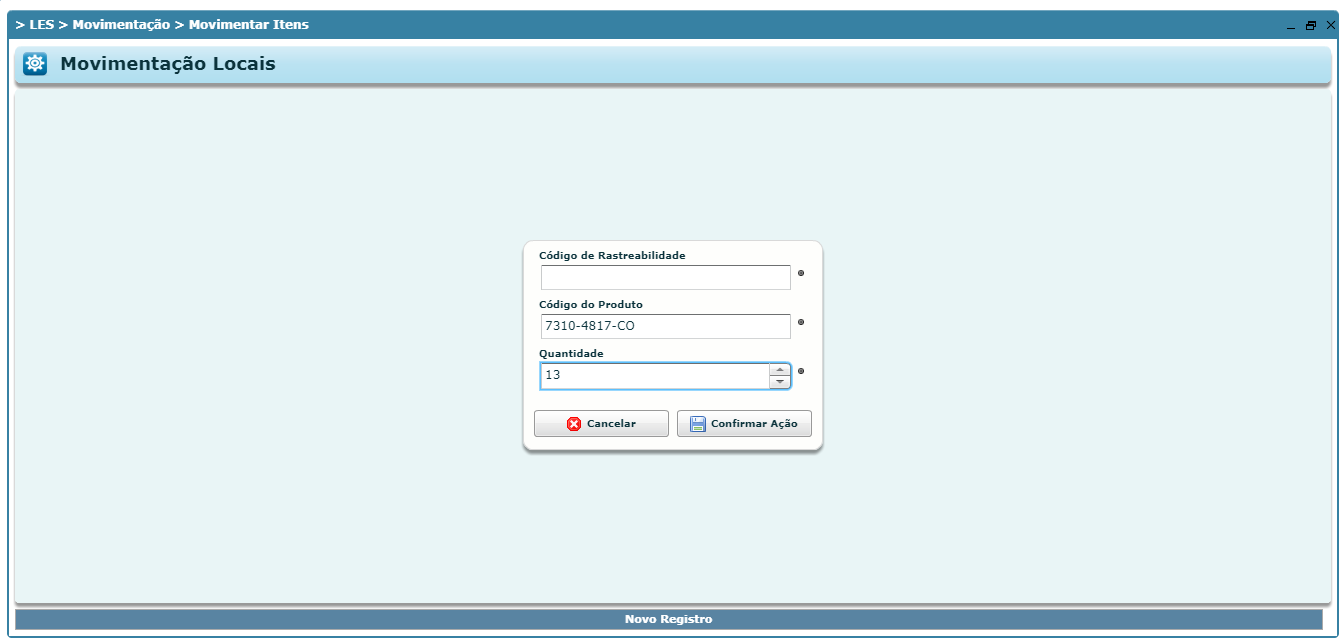 > LES > Movimentação > Movimentar Itens
Movimentação Locais
Código de Rastreabilidade
Código do Produto
7310-4817-CO
Quantidade
13
Cancelar
Confirmar Ação
Novo Registro